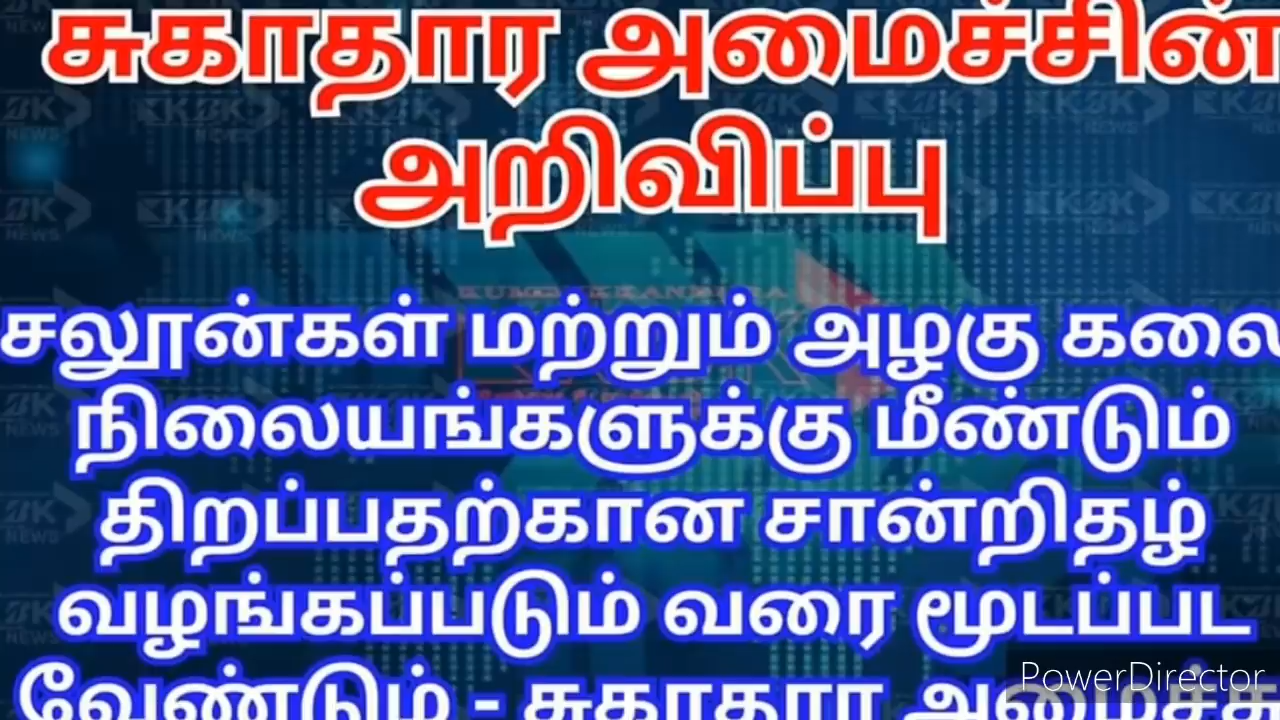 சுகாதார அமைச்சின்
அறிவிப்பு
சலூன்கள் மற்றும் அழகு கலை
நிலையங்களுக்கு மீண்டும்
திறப்பதற்கான சான்றிதழ்
வழங்கப்படும் வரை மூடப்பட
வேண்டும் - சுகாதார
PowerDirector